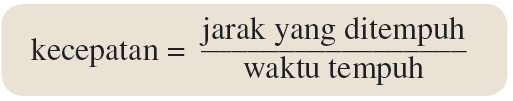 kecepatan = jarak yang ditempuh
waktu tempuh